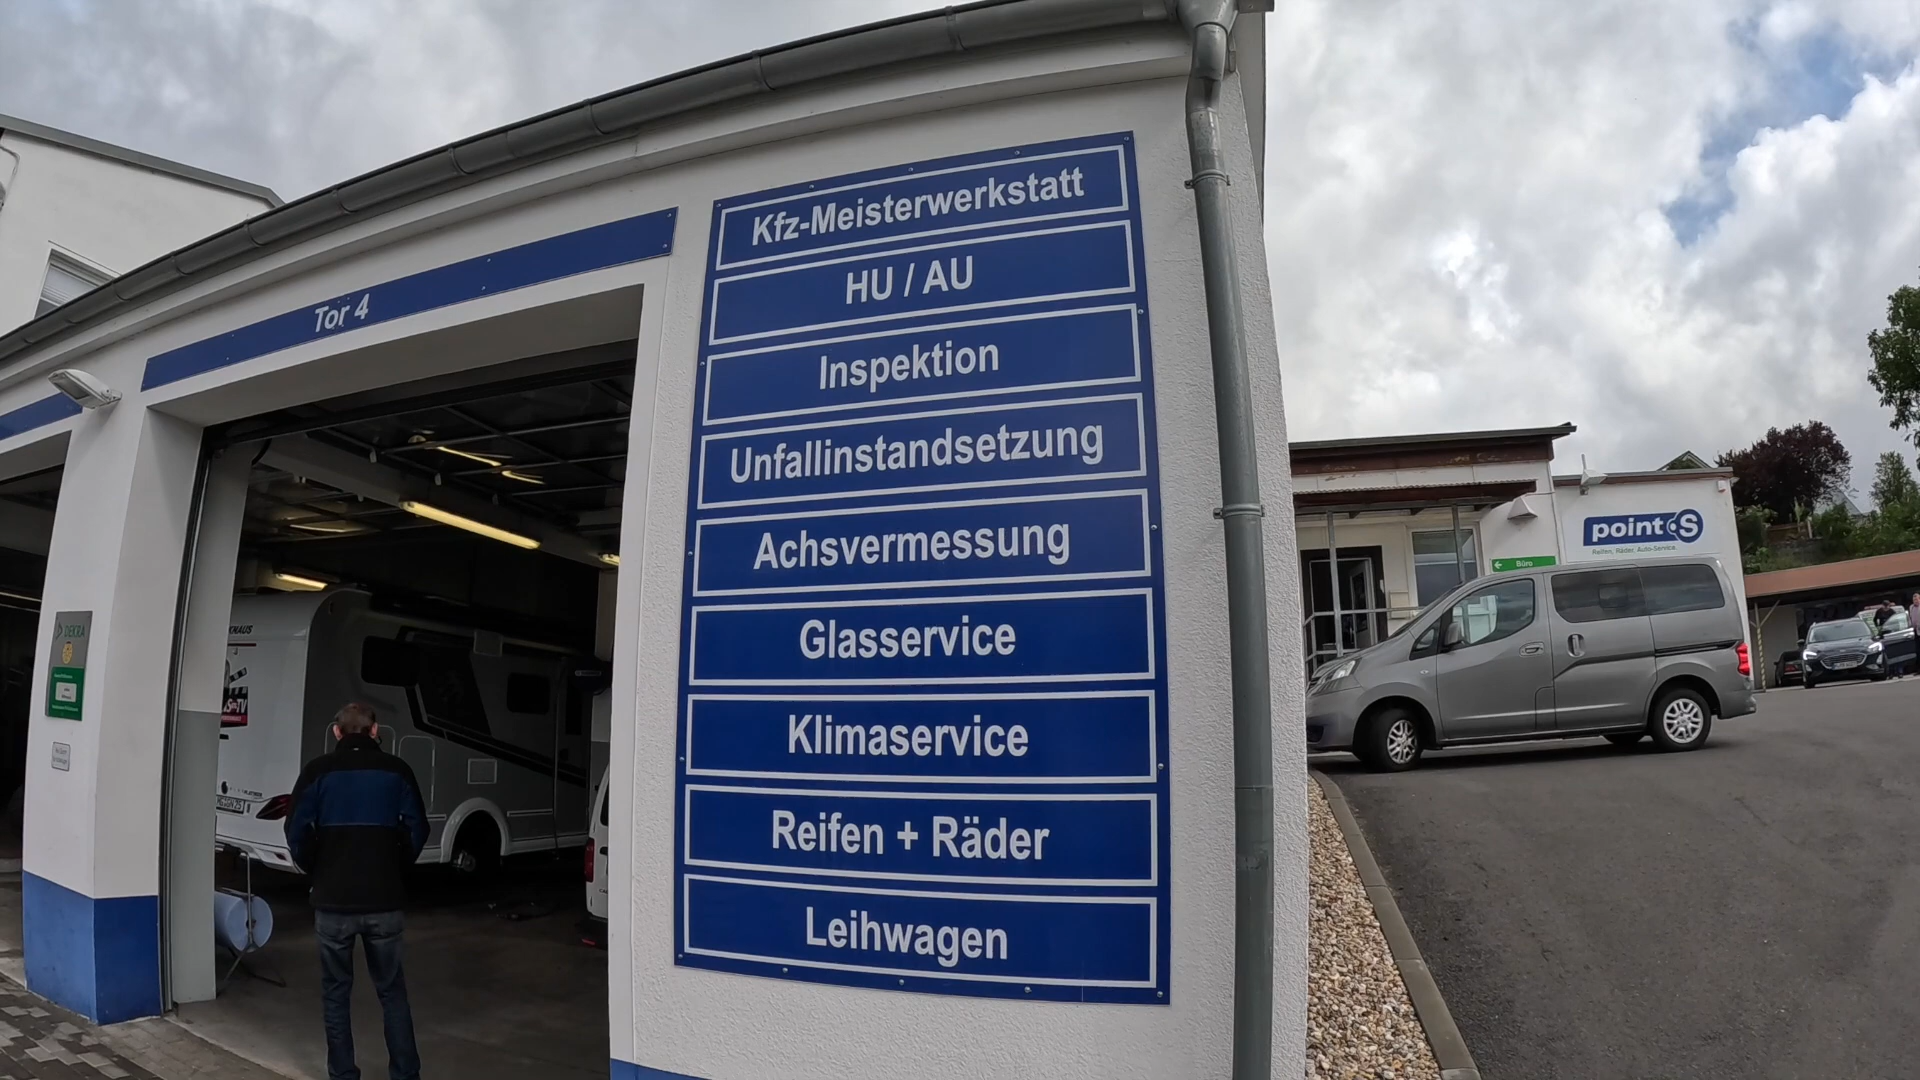 Tor 4
Kfz-Meisterwerkstatt
HU / AU
Inspektion
Unfallinstandsetzung
Achsvermessung
Glasservice
Klimaservice
Reifen + Räder
Leihwagen
point S
Reifen, Räder, Auto-Service
Büro
DEKRA